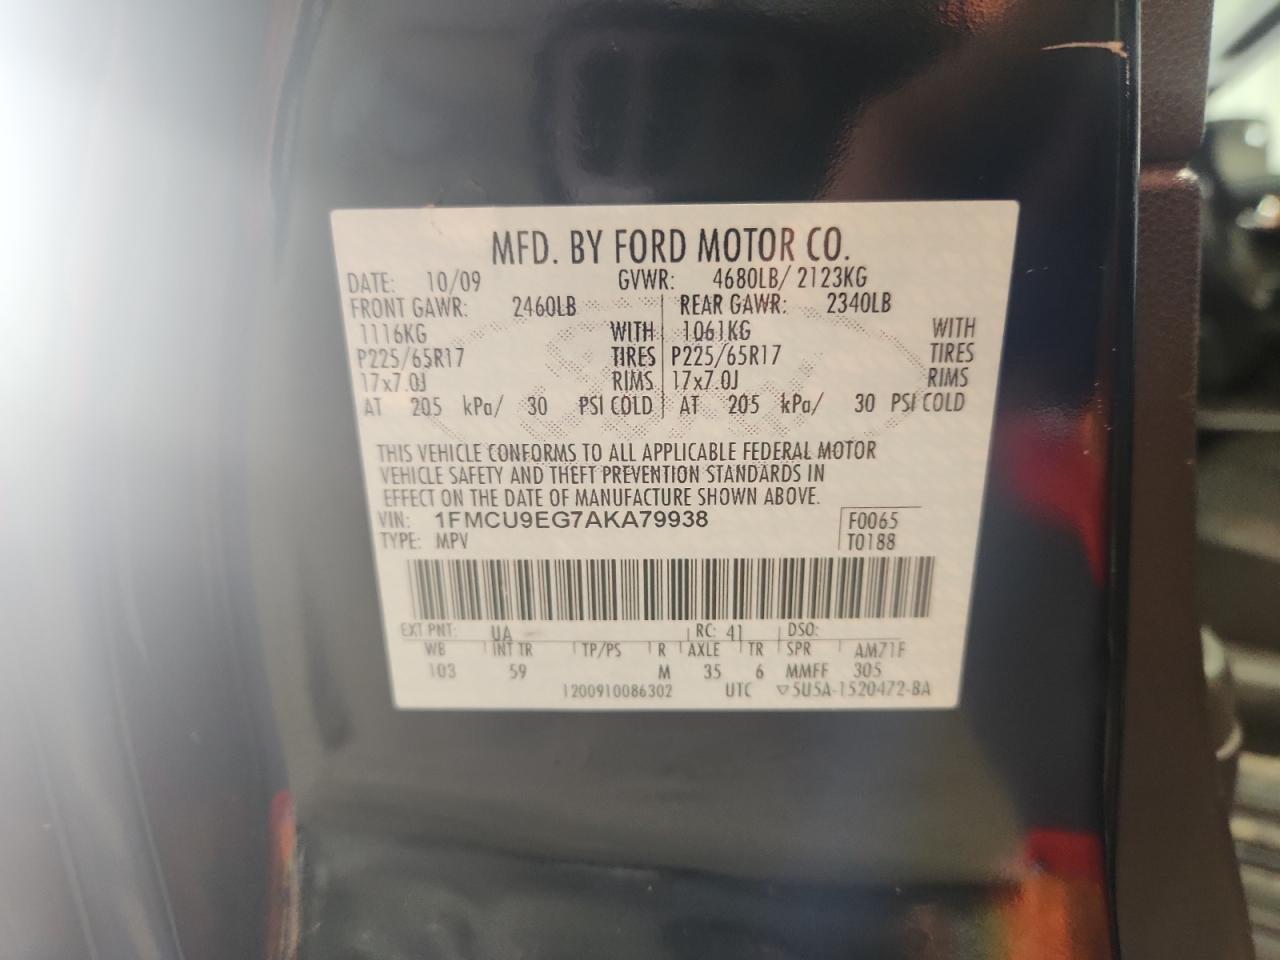 MFD. BY FORD MOTOR CO.
DATE: 10/09 GVWR: 4680LB/ 2123KG
FRONT GAWR: 2460LB REAR GAWR: 2340LB
1116KG WITH 1061KG WITH
P225/65R17 TIRES P225/65R17 TIRES
17x7.0J RIMS 17x7.0J RIMS
AT 205 kPa/ 30 PSI COLD AT 205 kPa/ 30 PSI COLD
THIS VEHICLE CONFORMS TO ALL APPLICABLE FEDERAL MOTOR
VEHICLE SAFETY AND THEFT PREVENTION STANDARDS IN
EFFECT ON THE DATE OF MANUFACTURE SHOWN ABOVE.
VIN: 1FMCU9EG7AKA79938 F0065
TYPE: MPV T0188
EXT PNT: UA RC: 41 DSO:
WB INT TR TP/PS R AXLE TR SPR AM71F
103 59 M 35 6 MMFF 305
1200910086302 UTC ▽5U5A-1520472-BA